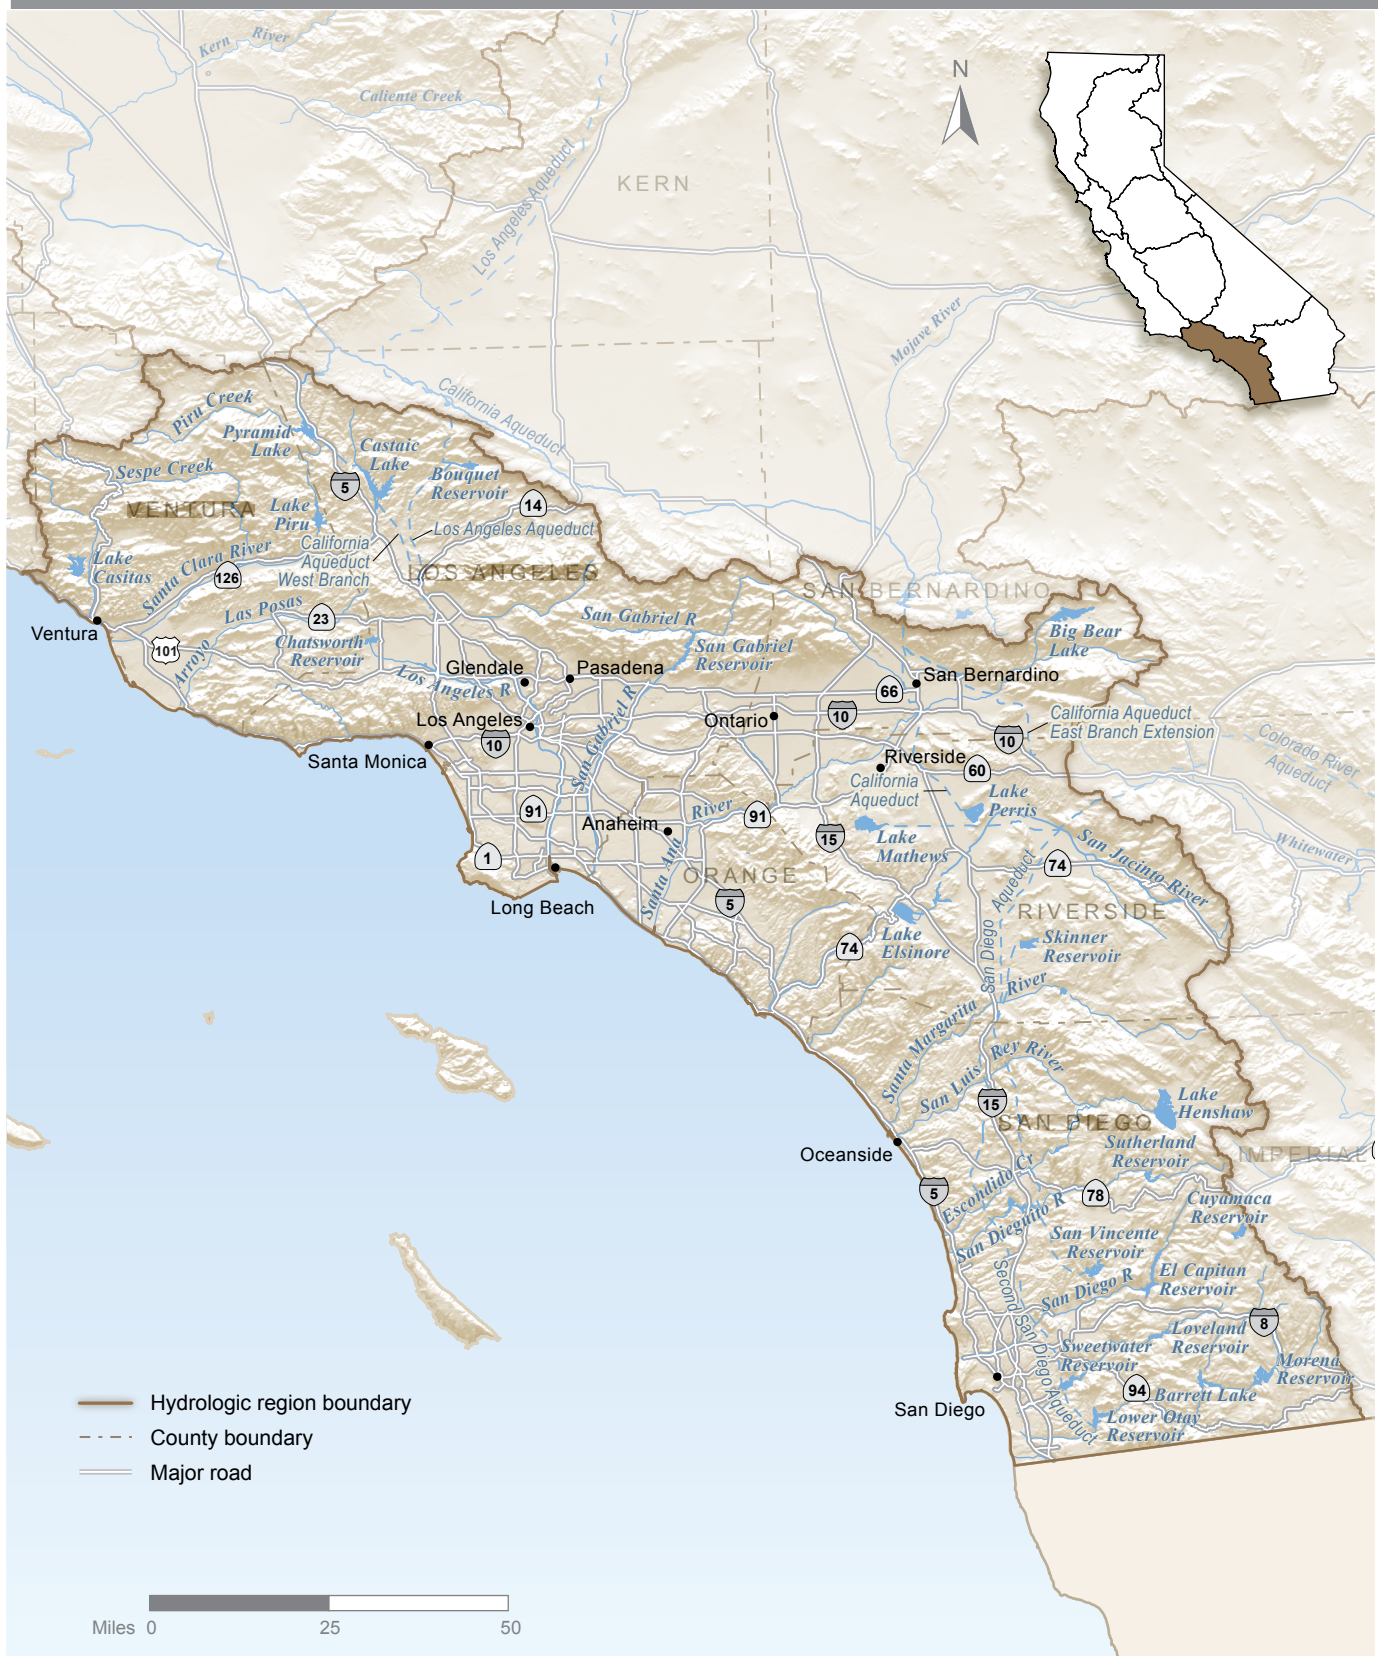 Kern River
Caliente Creek
N
KERN
Los Angeles Aqueduct
Mojave River
California Aqueduct
Piru Creek
Pyramid
Lake
Castaic
Lake
Sespe Creek
Bouquet
Reservoir
5
14
VENTURA
Lake
Piru
Los Angeles Aqueduct
California
Aqueduct
West Branch
Lake
Casitas
Santa Clara River
126
LOS ANGELES
SAN BERNARDINO
Las Posas
Arroyo
23
San Gabriel R
Big Bear
Lake
Ventura
101
Chatsworth
Reservoir
San Gabriel
Reservoir
Glendale
Pasadena
San Bernardino
Los Angeles R
66
San Gabriel R
Los Angeles
10
Ontario
10
California Aqueduct
East Branch Extension
10
Santa Monica
Riverside
60
Colorado River
Aqueduct
California
Aqueduct
Lake
Perris
91
Anaheim
River
91
15
Lake
Mathews
San Jacinto River
Whitewater
1
Santa Ana
ORANGE
74
Long Beach
5
San Diego Aqueduct
RIVERSIDE
Lake
Elsinore
74
Skinner
Reservoir
Santa Margarita River
San Luis Rey River
15
Lake
Henshaw
SAN DIEGO
Sutherland
Reservoir
IMPERIAL
Oceanside
5
Escondido Cr
78
Cuyamaca
Reservoir
San Dieguito R
San Vincente
Reservoir
El Capitan
Reservoir
San Diego R
Second San Diego Aqueduct
8
Loveland
Reservoir
Sweetwater
Reservoir
Morena
Reservoir
94
Barrett Lake
San Diego
Lower Otay
Reservoir
Hydrologic region boundary
County boundary
Major road
Miles 0 25 50